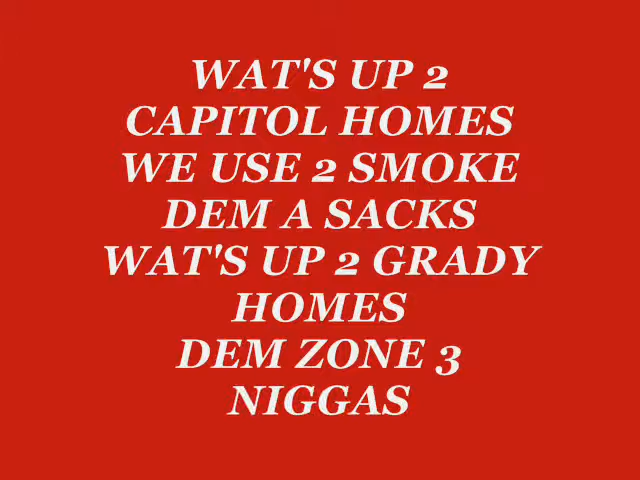 WAT'S UP 2
CAPITOL HOMES
WE USE 2 SMOKE
DEM A SACKS
WAT'S UP 2 GRADY
HOMES
DEM ZONE 3
NIGGAS